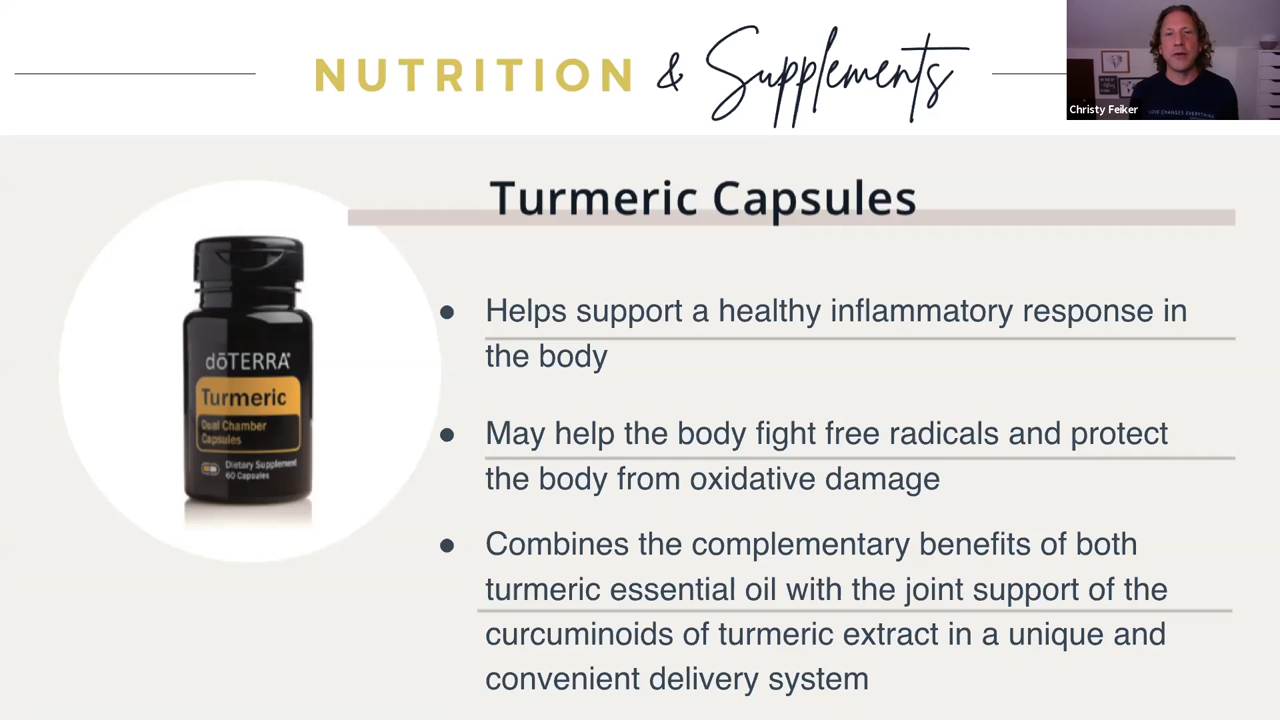 NUTRITION & Supplements
Christy Feiker
Turmeric Capsules
dōTERRA
Turmeric
Dual Chamber
Capsules
Dietary Supplement
60 Capsules
● Helps support a healthy inflammatory response in
the body
● May help the body fight free radicals and protect
the body from oxidative damage
● Combines the complementary benefits of both
turmeric essential oil with the joint support of the
curcuminoids of turmeric extract in a unique and
convenient delivery system